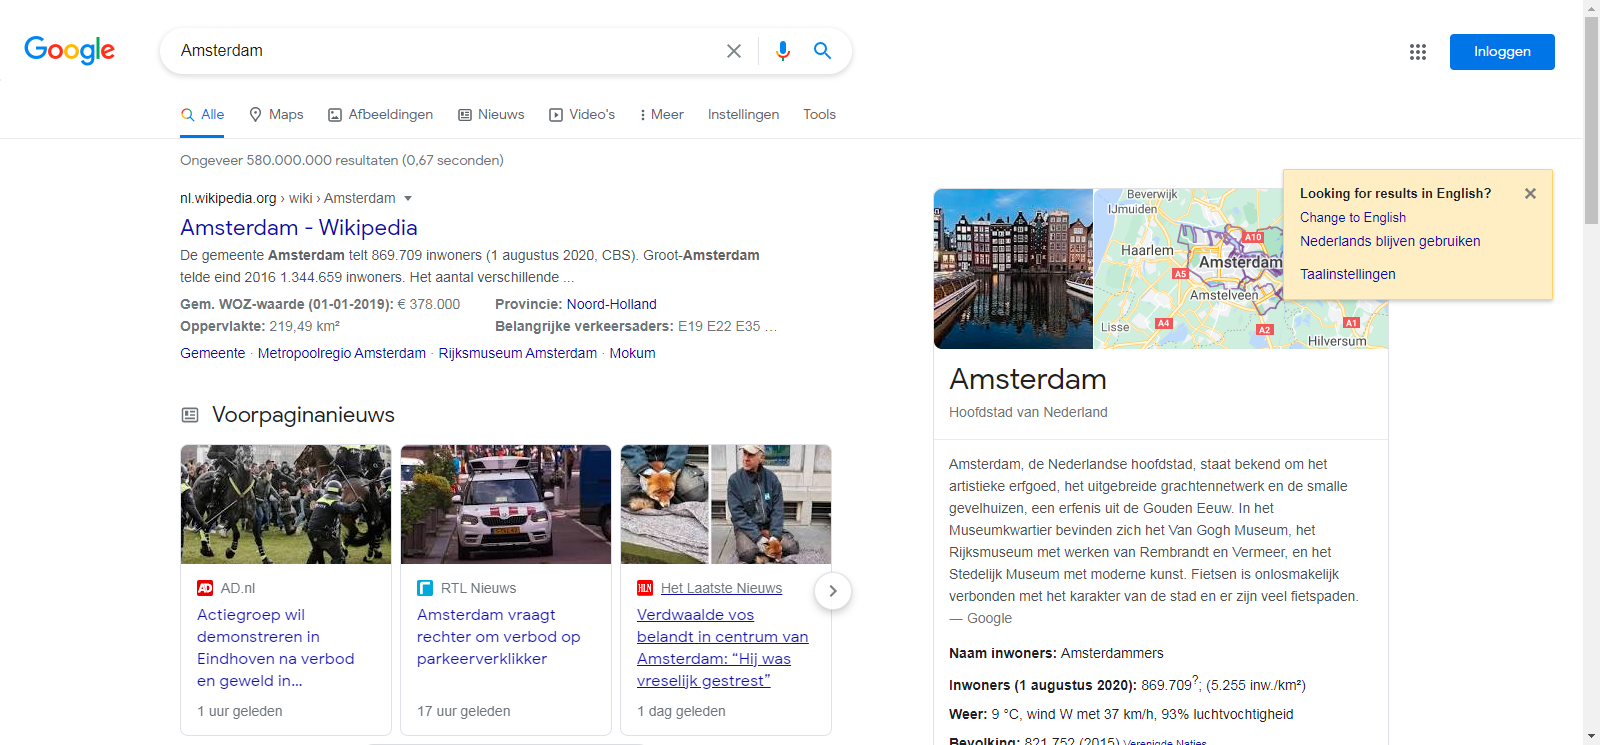 Google
Amsterdam
Inloggen
Alle
Maps
Afbeeldingen
Nieuws
Video's
Meer
Instellingen
Tools
Ongeveer 580.000.000 resultaten (0,67 seconden)
nl.wikipedia.org › wiki › Amsterdam
Amsterdam - Wikipedia
De gemeente Amsterdam telt 869.709 inwoners (1 augustus 2020, CBS). Groot-Amsterdam
telde eind 2016 1.344.659 inwoners. Het aantal verschillende ...
Gem. WOZ-waarde (01-01-2019): € 378.000
Provincie: Noord-Holland
Oppervlakte: 219,49 km²
Belangrijke verkeersaders: E19 E22 E35 …
Gemeente · Metropoolregio Amsterdam · Rijksmuseum Amsterdam · Mokum
Voorpaginanieuws
AD AD.nl
Actiegroep wil
demonstreren in
Eindhoven na verbod
en geweld in...
1 uur geleden
RTL Nieuws
Amsterdam vraagt
rechter om verbod op
parkeerverklikker
17 uur geleden
HLN Het Laatste Nieuws
Verdwaalde vos
belandt in centrum van
Amsterdam: “Hij was
vreselijk gestrest”
1 dag geleden
Beverwijk
IJmuiden
Haarlem
A10
Amsterdam
A5
Amstelveen
Lisse
A4
A2
A1
Hilversum
Looking for results in English?
Change to English
Nederlands blijven gebruiken
Taalinstellingen
Amsterdam
Hoofdstad van Nederland
Amsterdam, de Nederlandse hoofdstad, staat bekend om het
artistieke erfgoed, het uitgebreide grachtennetwerk en de smalle
gevelhuizen, een erfenis uit de Gouden Eeuw. In het
Museumkwartier bevinden zich het Van Gogh Museum, het
Rijksmuseum met werken van Rembrandt en Vermeer, en het
Stedelijk Museum met moderne kunst. Fietsen is onlosmakelijk
verbonden met het karakter van de stad en er zijn veel fietspaden.
— Google
Naam inwoners: Amsterdammers
Inwoners (1 augustus 2020): 869.709?; (5.255 inw./km²)
Weer: 9 °C, wind W met 37 km/h, 93% luchtvochtigheid
Bevolking: 821.752 (2015) Verenigde Naties